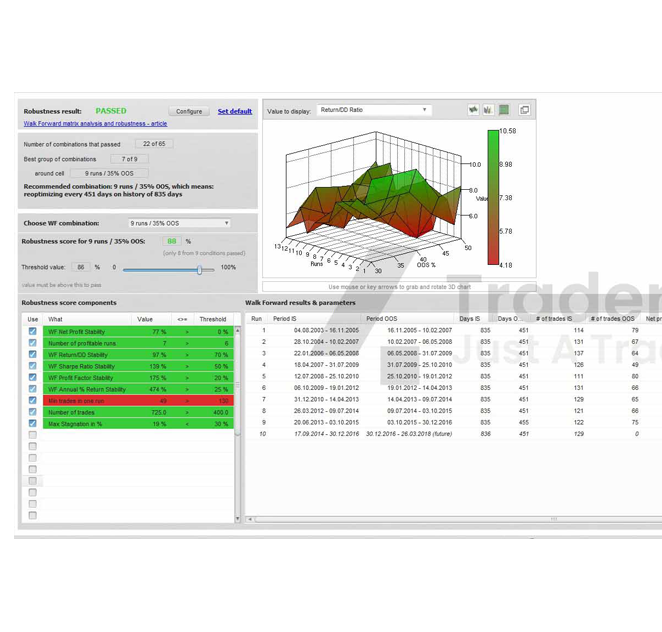 Robustness result: PASSED Configure Set default
Walk Forward matrix analysis and robustness - article
Number of combinations that passed 22 of 65
Best group of combinations 7 of 9
around cell 9 runs / 35% OOS
Recommended combination: 9 runs / 35% OOS, which means:
reoptimizing every 451 days on history of 835 days
Choose WF combination: 9 runs / 35% OOS
Robustness score for 9 runs / 35% OOS: 88 %
(only 8 from 9 conditions passed)
Threshold value: 86 % 0 100%
value must be above this to pass
Value to display: Return/DD Ratio
10.58
8.98
7.38
5.78
4.18
10.0
8.0
6.0
Value
13 12 11 10 9 8 7 6 5 4 3 2 1
Runs
30 35 40 45 50
OOS %
Use mouse or key arrows to grab and rotate 3D chart
Robustness score components
Use What Value <=> Threshold
WF Net Profit Stability 77 % > 0 %
Number of profitable runs 7 > 6
WF Return/DD Stability 97 % > 70 %
WF Sharpe Ratio Stability 139 % > 50 %
WF Profit Factor Stability 175 % > 20 %
WF Annual % Return Stability 474 % > 25 %
Min trades in one run 49 > 100
Number of trades 725.0 > 400.0
Max Stagnation in % 19 % < 30 %
Walk Forward results & parameters
Run Period IS Period OOS Days IS Days O # of trades IS # of trades OOS Net pr
1 04.08.2003 - 16.11.2005 16.11.2005 - 10.02.2007 835 451 114 79
2 28.10.2004 - 10.02.2007 10.02.2007 - 06.05.2008 835 451 131 67
3 22.01.2006 - 06.05.2008 06.05.2008 - 31.07.2009 835 451 137 64
4 18.04.2007 - 31.07.2009 31.07.2009 - 25.10.2010 835 451 126 49
5 12.07.2008 - 25.10.2010 25.10.2010 - 19.01.2012 835 451 111 80
6 06.10.2009 - 19.01.2012 19.01.2012 - 14.04.2013 835 451 131 66
7 31.12.2010 - 14.04.2013 14.04.2013 - 09.07.2014 835 451 129 65
8 26.03.2012 - 09.07.2014 09.07.2014 - 03.10.2015 835 451 121 66
9 20.06.2013 - 03.10.2015 03.10.2015 - 30.12.2016 835 455 122 75
10 17.09.2014 - 30.12.2016 30.12.2016 - 26.03.2018 (future) 836 451 129 0
Trader
Just A Tra